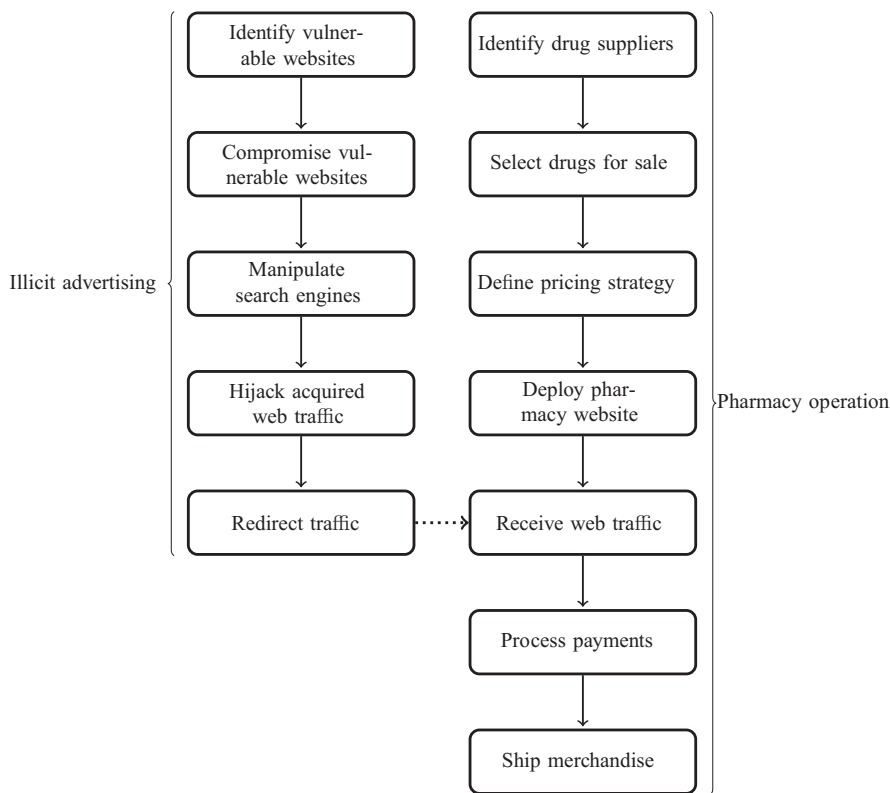 Identify vulner-
able websites
Compromise vul-
nerable websites
Manipulate
search engines
Hijack acquired
web traffic
Redirect traffic
Illicit advertising
Identify drug suppliers
Select drugs for sale
Define pricing strategy
Deploy phar-
macy website
Receive web traffic
Process payments
Ship merchandise
Pharmacy operation